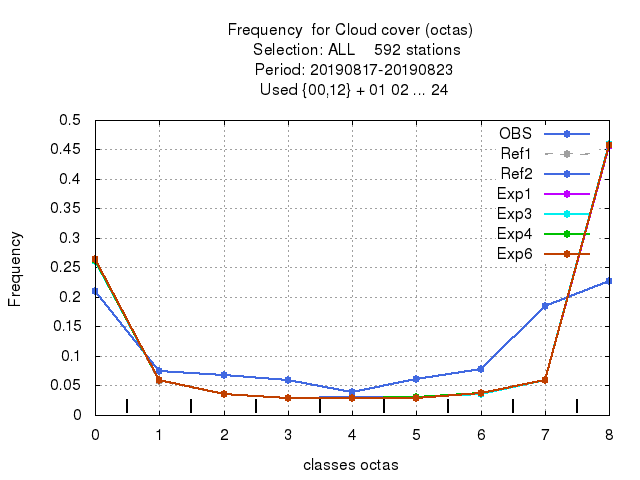 Frequency  for Cloud cover (octas)
Selection: ALL    592 stations
Period: 20190817-20190823
Used {00,12} + 01 02 ... 24
0.5
0.45
0.4
0.35
0.3
0.25
0.2
0.15
0.1
0.05
0
Frequency
OBS
Ref1
Ref2
Exp1
Exp3
Exp4
Exp6
0 1 2 3 4 5 6 7 8
classes octas